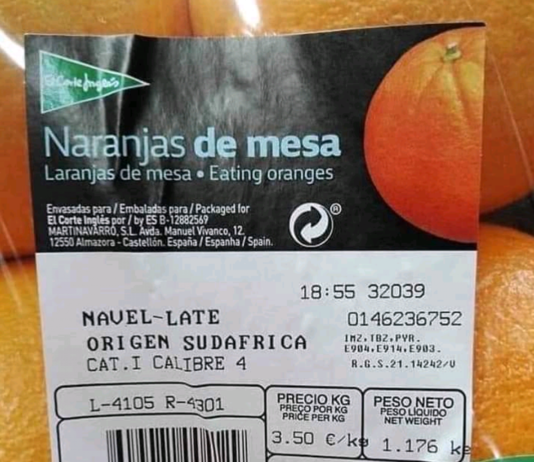 El Corte Inglés
Naranjas de mesa
Laranjas de mesa • Eating oranges
Envasadas para / Embaladas para / Packaged for
El Corte Inglés por / by ES B-12882569
MARTINAVARRO, S.L. Avda. Manuel Vivanco, 12.
12550 Almazora - Castellón. España / Espanha / Spain.
®
18:55 32039
NAVEL-LATE 0146236752
ORIGEN SUDAFRICA IMZ,TBZ,PYR.
E904,E914,E903.
CAT.I CALIBRE 4 R.G.S.21.14242/V
L-4105 R-4301
PRECIO KG
PREÇO POR KG
PRICE PER KG
3.50 €/kg
PESO NETO
PESO LÍQUIDO
NET WEIGHT
1.176 kg